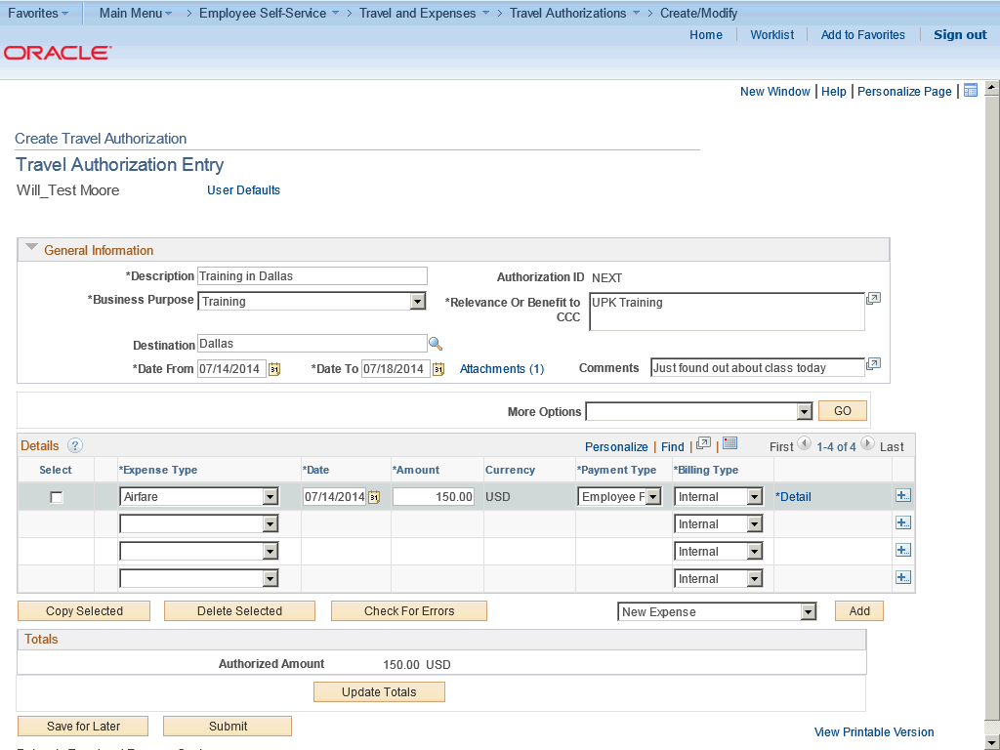 Favorites Main Menu > Employee Self-Service > Travel and Expenses > Travel Authorizations > Create/Modify
Home Worklist Add to Favorites Sign out
ORACLE
New Window | Help | Personalize Page |
Create Travel Authorization
Travel Authorization Entry
Will_Test Moore User Defaults
General Information
*Description Training in Dallas Authorization ID NEXT
*Business Purpose Training *Relevance Or Benefit to CCC UPK Training
Destination Dallas
*Date From 07/14/2014 31 *Date To 07/18/2014 31 Attachments (1) Comments Just found out about class today
More Options GO
Details ? Personalize | Find | | First 1-4 of 4 Last
Select *Expense Type *Date *Amount Currency *Payment Type *Billing Type
Airfare 07/14/2014 31 150.00 USD Employee F Internal *Detail
Internal
Internal
Internal
Copy Selected Delete Selected Check For Errors New Expense Add
Totals
Authorized Amount 150.00 USD
Update Totals
Save for Later Submit
View Printable Version